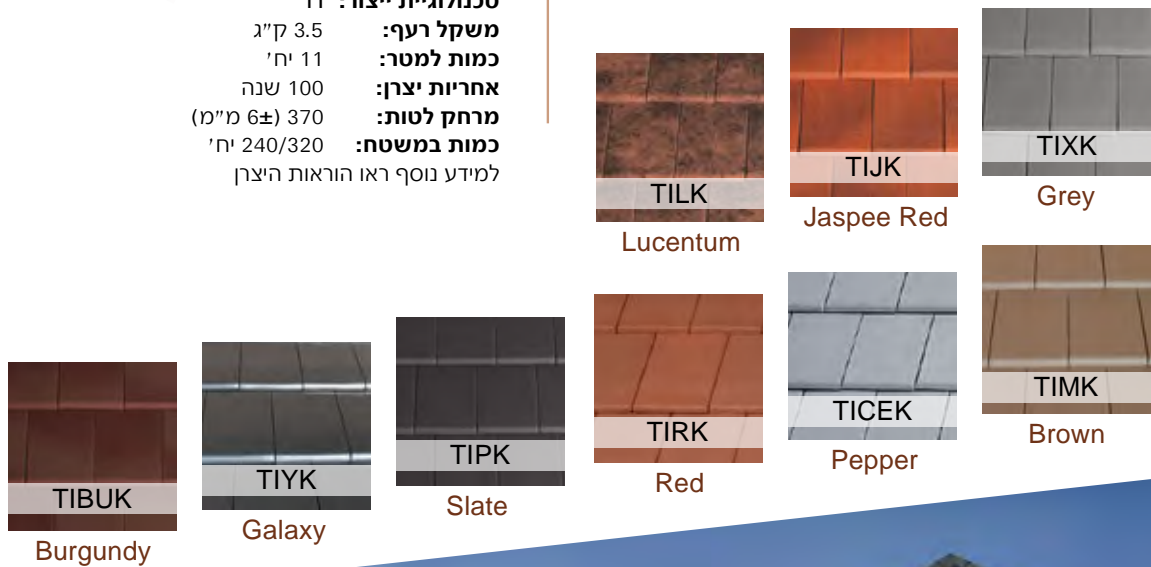 משקל רעף: 3.5 ק״ג
כמות למטר: 11 יח׳
אחריות יצרן: 100 שנה
מרחק לטות: 370 (±6 מ״מ)
כמות במשטח: 240/320 יח׳
למידע נוסף ראו הוראות היצרן
TILK
Lucentum
TIJK
Jaspee Red
TIXK
Grey
TIBUK
Burgundy
TIYK
Galaxy
TIPK
Slate
TIRK
Red
TICEK
Pepper
TIMK
Brown